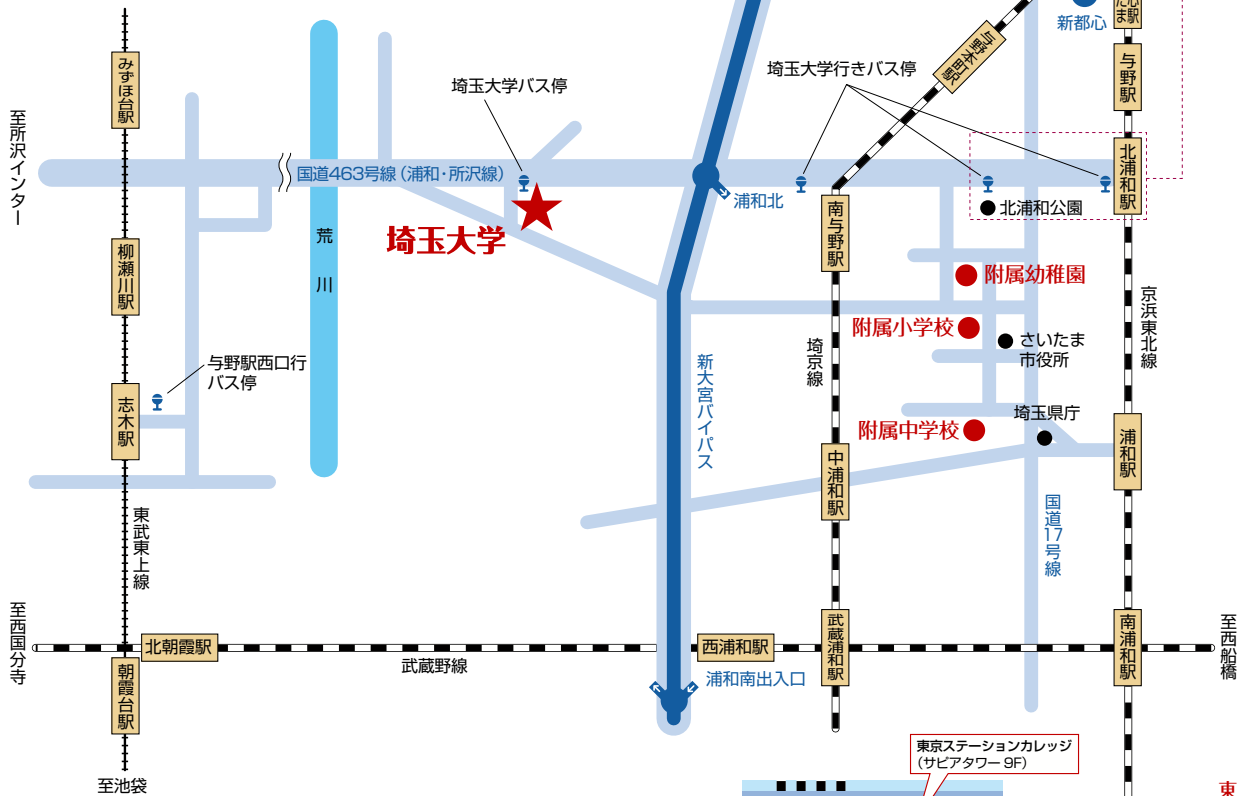 新都心
与野本町駅
与野駅
埼玉大学行きバス停
埼玉大学バス停
みずほ台駅
至所沢インター
国道463号線(浦和・所沢線)
北浦和駅
浦和北
北浦和公園
南与野駅
埼玉大学
荒川
柳瀬川駅
附属幼稚園
附属小学校
さいたま
市役所
京浜東北線
埼京線
新大宮バイパス
与野駅西口行
バス停
志木駅
埼玉県庁
附属中学校
浦和駅
中浦和駅
国道17号線
東武東上線
至西国分寺
北朝霞駅
武蔵野線
西浦和駅
武蔵浦和駅
南浦和駅
至西船橋
朝霞台駅
浦和南出入口
東京ステーションカレッジ
(サピアタワー 9F)
至池袋
東